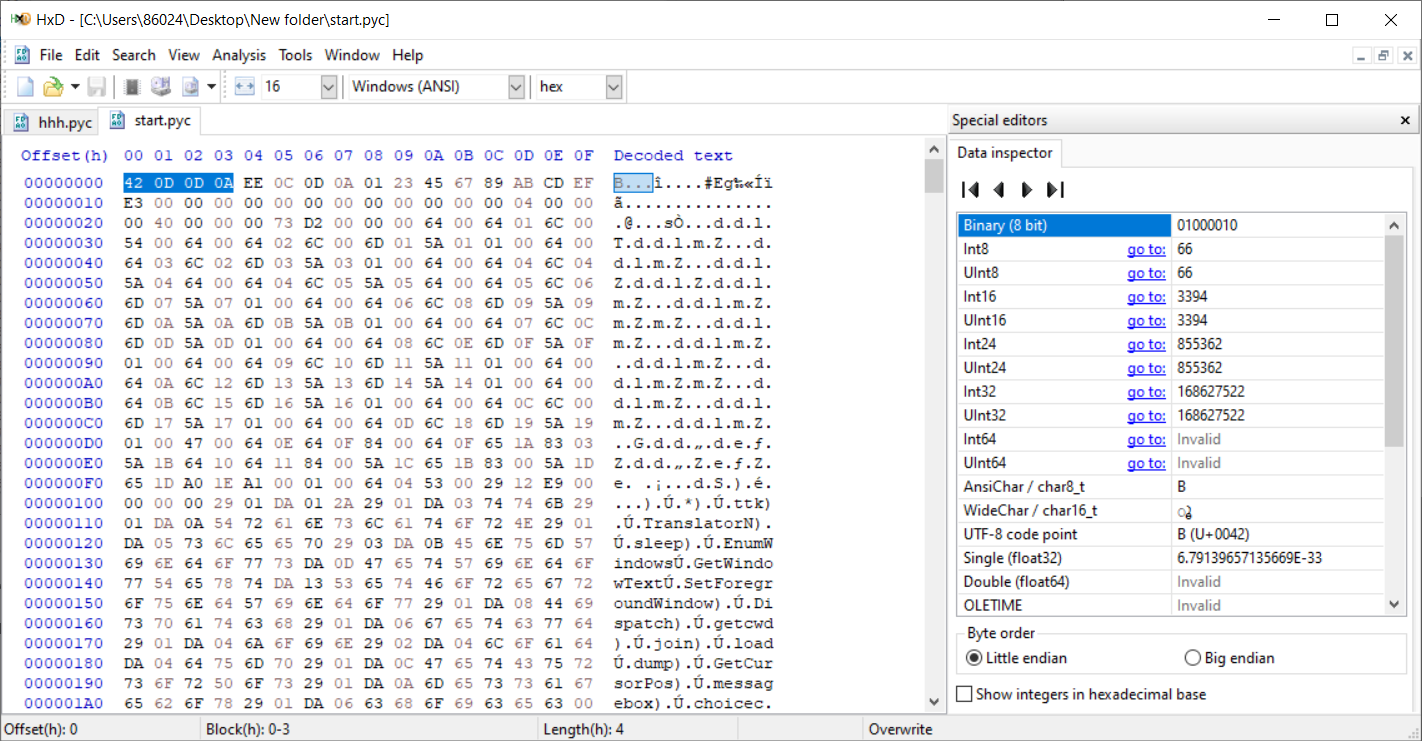 HxD - [C:\Users\86024\Desktop\New folder\start.pyc]
File Edit Search View Analysis Tools Window Help
16 Windows (ANSI) hex
hhh.pyc start.pyc
Offset(h) 00 01 02 03 04 05 06 07 08 09 0A 0B 0C 0D 0E 0F Decoded text
00000000 42 0D 0D 0A EE 0C 0D 0A 01 23 45 67 89 AB CD EF B...î....#Eg‰«Íï
00000010 E3 00 00 00 00 00 00 00 00 00 00 00 00 04 00 00 ã...............
00000020 00 40 00 00 00 73 D2 00 00 00 64 00 64 01 6C 00 .@...sÒ...d.d.l.
00000030 54 00 64 00 64 02 6C 00 6D 01 5A 01 01 00 64 00 T.d.d.l.m.Z...d.
00000040 64 03 6C 02 6D 03 5A 03 01 00 64 00 64 04 6C 04 d.l.m.Z...d.d.l.
00000050 5A 04 64 00 64 04 6C 05 5A 05 64 00 64 05 6C 06 Z.d.d.l.Z.d.d.l.
00000060 6D 07 5A 07 01 00 64 00 64 06 6C 08 6D 09 5A 09 m.Z...d.d.l.m.Z.
00000070 6D 0A 5A 0A 6D 0B 5A 0B 01 00 64 00 64 07 6C 0C m.Z.m.Z...d.d.l.
00000080 6D 0D 5A 0D 01 00 64 00 64 08 6C 0E 6D 0F 5A 0F m.Z...d.d.l.m.Z.
00000090 01 00 64 00 64 09 6C 10 6D 11 5A 11 01 00 64 00 ..d.d.l.m.Z...d.
000000A0 64 0A 6C 12 6D 13 5A 13 6D 14 5A 14 01 00 64 00 d.l.m.Z.m.Z...d.
000000B0 64 0B 6C 15 6D 16 5A 16 01 00 64 00 64 0C 6C 00 d.l.m.Z...d.d.l.
000000C0 6D 17 5A 17 01 00 64 00 64 0D 6C 18 6D 19 5A 19 m.Z...d.d.l.m.Z.
000000D0 01 00 47 00 64 0E 64 0F 84 00 64 0F 65 1A 83 03 ..G.d.d.„.d.e.ƒ.
000000E0 5A 1B 64 10 64 11 84 00 5A 1C 65 1B 83 00 5A 1D Z.d.d.„.Z.e.ƒ.Z.
000000F0 65 1D A0 1E A1 00 01 00 64 04 53 00 29 12 E9 00 e. .¡...d.S.).é.
00000100 00 00 00 29 01 DA 01 2A 29 01 DA 03 74 74 6B 29 ...).Ú.*).Ú.ttk)
00000110 01 DA 0A 54 72 61 6E 73 6C 61 74 6F 72 4E 29 01 .Ú.TranslatorN).
00000120 DA 05 73 6C 65 65 70 29 03 DA 0B 45 6E 75 6D 57 Ú.sleep).Ú.EnumW
00000130 69 6E 64 6F 77 73 DA 0D 47 65 74 57 69 6E 64 6F indowsÚ.GetWindo
00000140 77 54 65 78 74 DA 13 53 65 74 46 6F 72 65 67 72 wTextÚ.SetForegr
00000150 6F 75 6E 64 57 69 6E 64 6F 77 29 01 DA 08 44 69 oundWindow).Ú.Di
00000160 73 70 61 74 63 68 29 01 DA 06 67 65 74 63 77 64 spatch).Ú.getcwd
00000170 29 01 DA 04 6A 6F 69 6E 29 02 DA 04 6C 6F 61 64 ).Ú.join).Ú.load
00000180 DA 04 64 75 6D 70 29 01 DA 0C 47 65 74 43 75 72 Ú.dump).Ú.GetCur
00000190 73 6F 72 50 6F 73 29 01 DA 0A 6D 65 73 73 61 67 sorPos).Ú.messag
000001A0 65 62 6F 78 29 01 DA 06 63 68 6F 69 63 65 63 00 ebox).Ú.choicec.
Special editors
Data inspector
Binary (8 bit) 01000010
Int8 go to: 66
UInt8 go to: 66
Int16 go to: 3394
UInt16 go to: 3394
Int24 go to: 855362
UInt24 go to: 855362
Int32 go to: 168627522
UInt32 go to: 168627522
Int64 go to: Invalid
UInt64 go to: Invalid
AnsiChar / char8_t B
WideChar / char16_t
UTF-8 code point B (U+0042)
Single (float32) 6.79139657135669E-33
Double (float64) Invalid
OLETIME Invalid
Byte order
Little endian Big endian
Show integers in hexadecimal base
Offset(h): 0 Block(h): 0-3 Length(h): 4 Overwrite